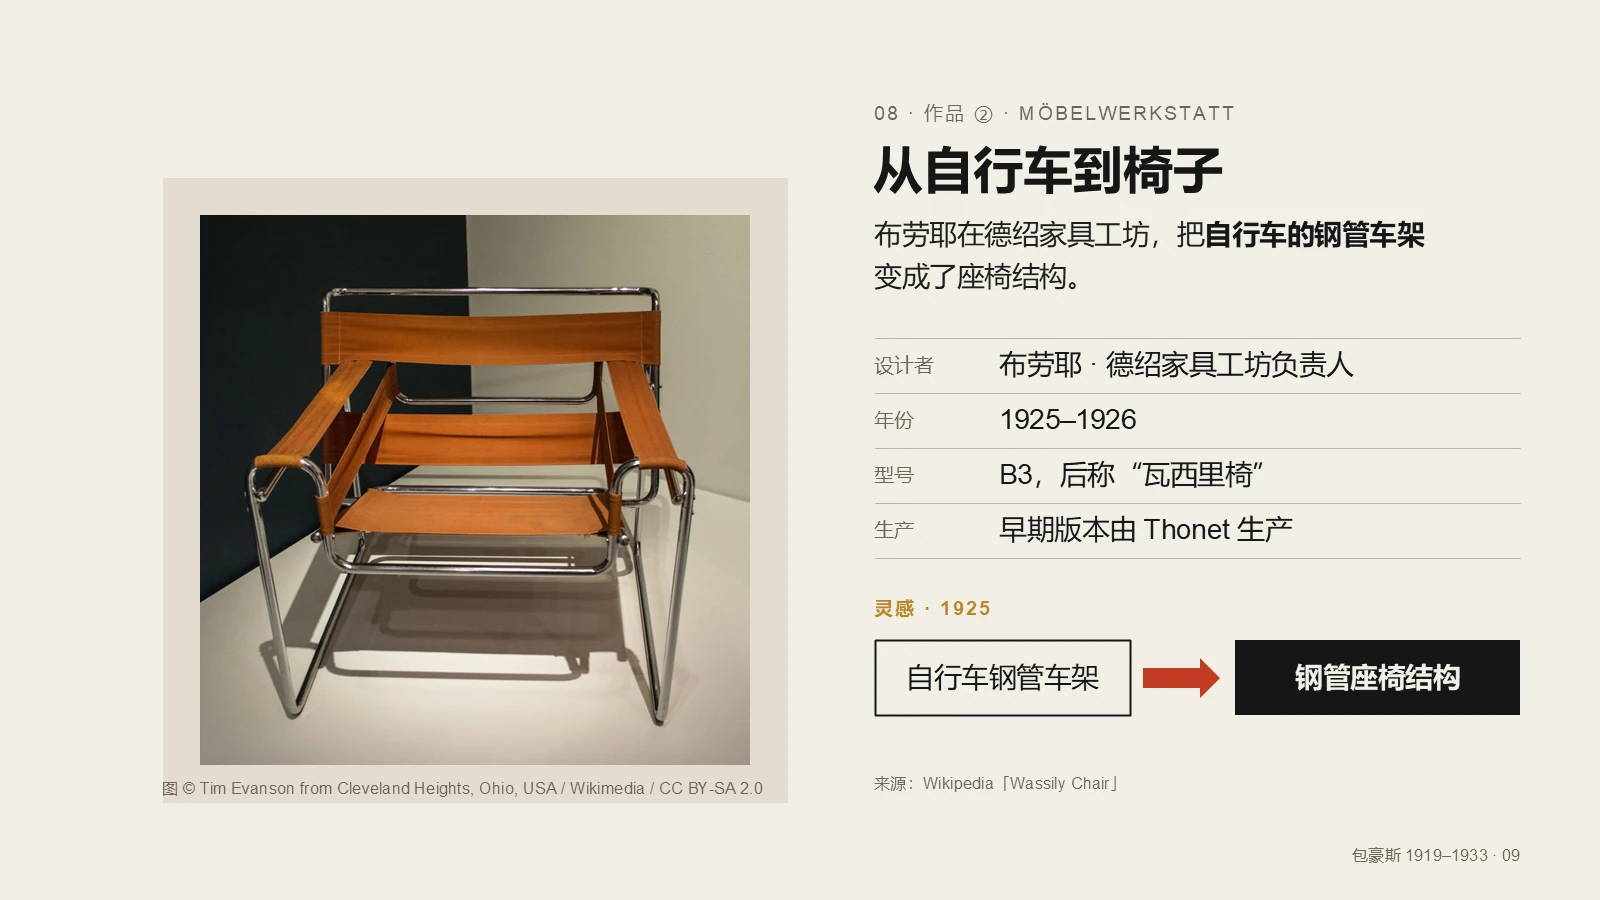 08 · 作品 ② · MÖBELWERKSTATT
从自行车到椅子
布劳耶在德绍家具工坊，把自行车的钢管车架
变成了座椅结构。
设计者 布劳耶 · 德绍家具工坊负责人
年份 1925–1926
型号 B3，后称“瓦西里椅”
生产 早期版本由 Thonet 生产
灵感 · 1925
自行车钢管车架 钢管座椅结构
图 © Tim Evanson from Cleveland Heights, Ohio, USA / Wikimedia / CC BY-SA 2.0
来源：Wikipedia「Wassily Chair」
包豪斯 1919–1933 · 09